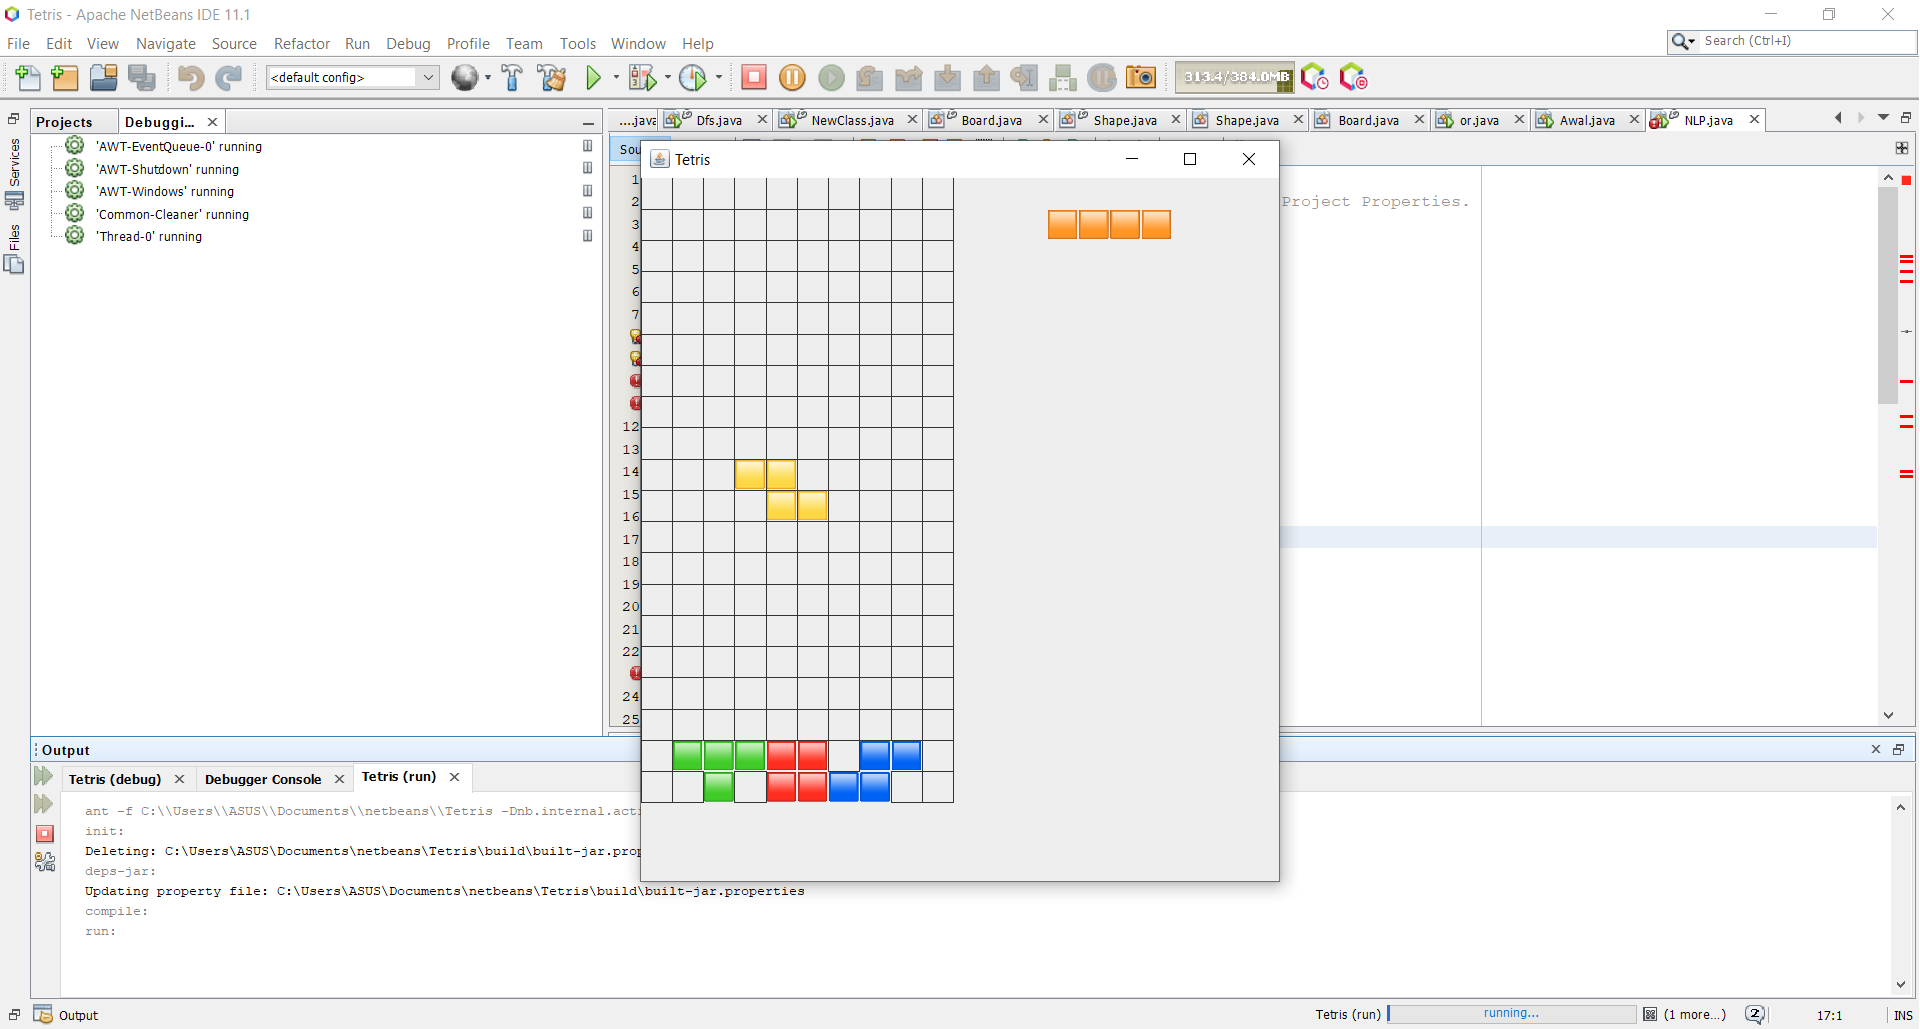 Tetris - Apache NetBeans IDE 11.1
File Edit View Navigate Source Refactor Run Debug Profile Team Tools Window Help
Search (Ctrl+I)
<default config>
313.4/384.0MB
Projects
Debuggi...
....java
Dfs.java
NewClass.java
Board.java
Shape.java
Shape.java
Board.java
or.java
Awal.java
NLP.java
Services
Files
'AWT-EventQueue-0' running
'AWT-Shutdown' running
'AWT-Windows' running
'Common-Cleaner' running
'Thread-0' running
Sou
Tetris
1
2
3
4
5
6
7
12
13
14
15
16
17
18
19
20
21
22
24
25
Project Properties.
Output
Tetris (debug)
Debugger Console
Tetris (run)
ant -f C:\\Users\\ASUS\\Documents\\netbeans\\Tetris -Dnb.internal.act
init:
Deleting: C:\Users\ASUS\Documents\netbeans\Tetris\build\built-jar.prop
deps-jar:
Updating property file: C:\Users\ASUS\Documents\netbeans\Tetris\build\built-jar.properties
compile:
run:
Output
Tetris (run)
running...
(1 more...)
2
17:1
INS